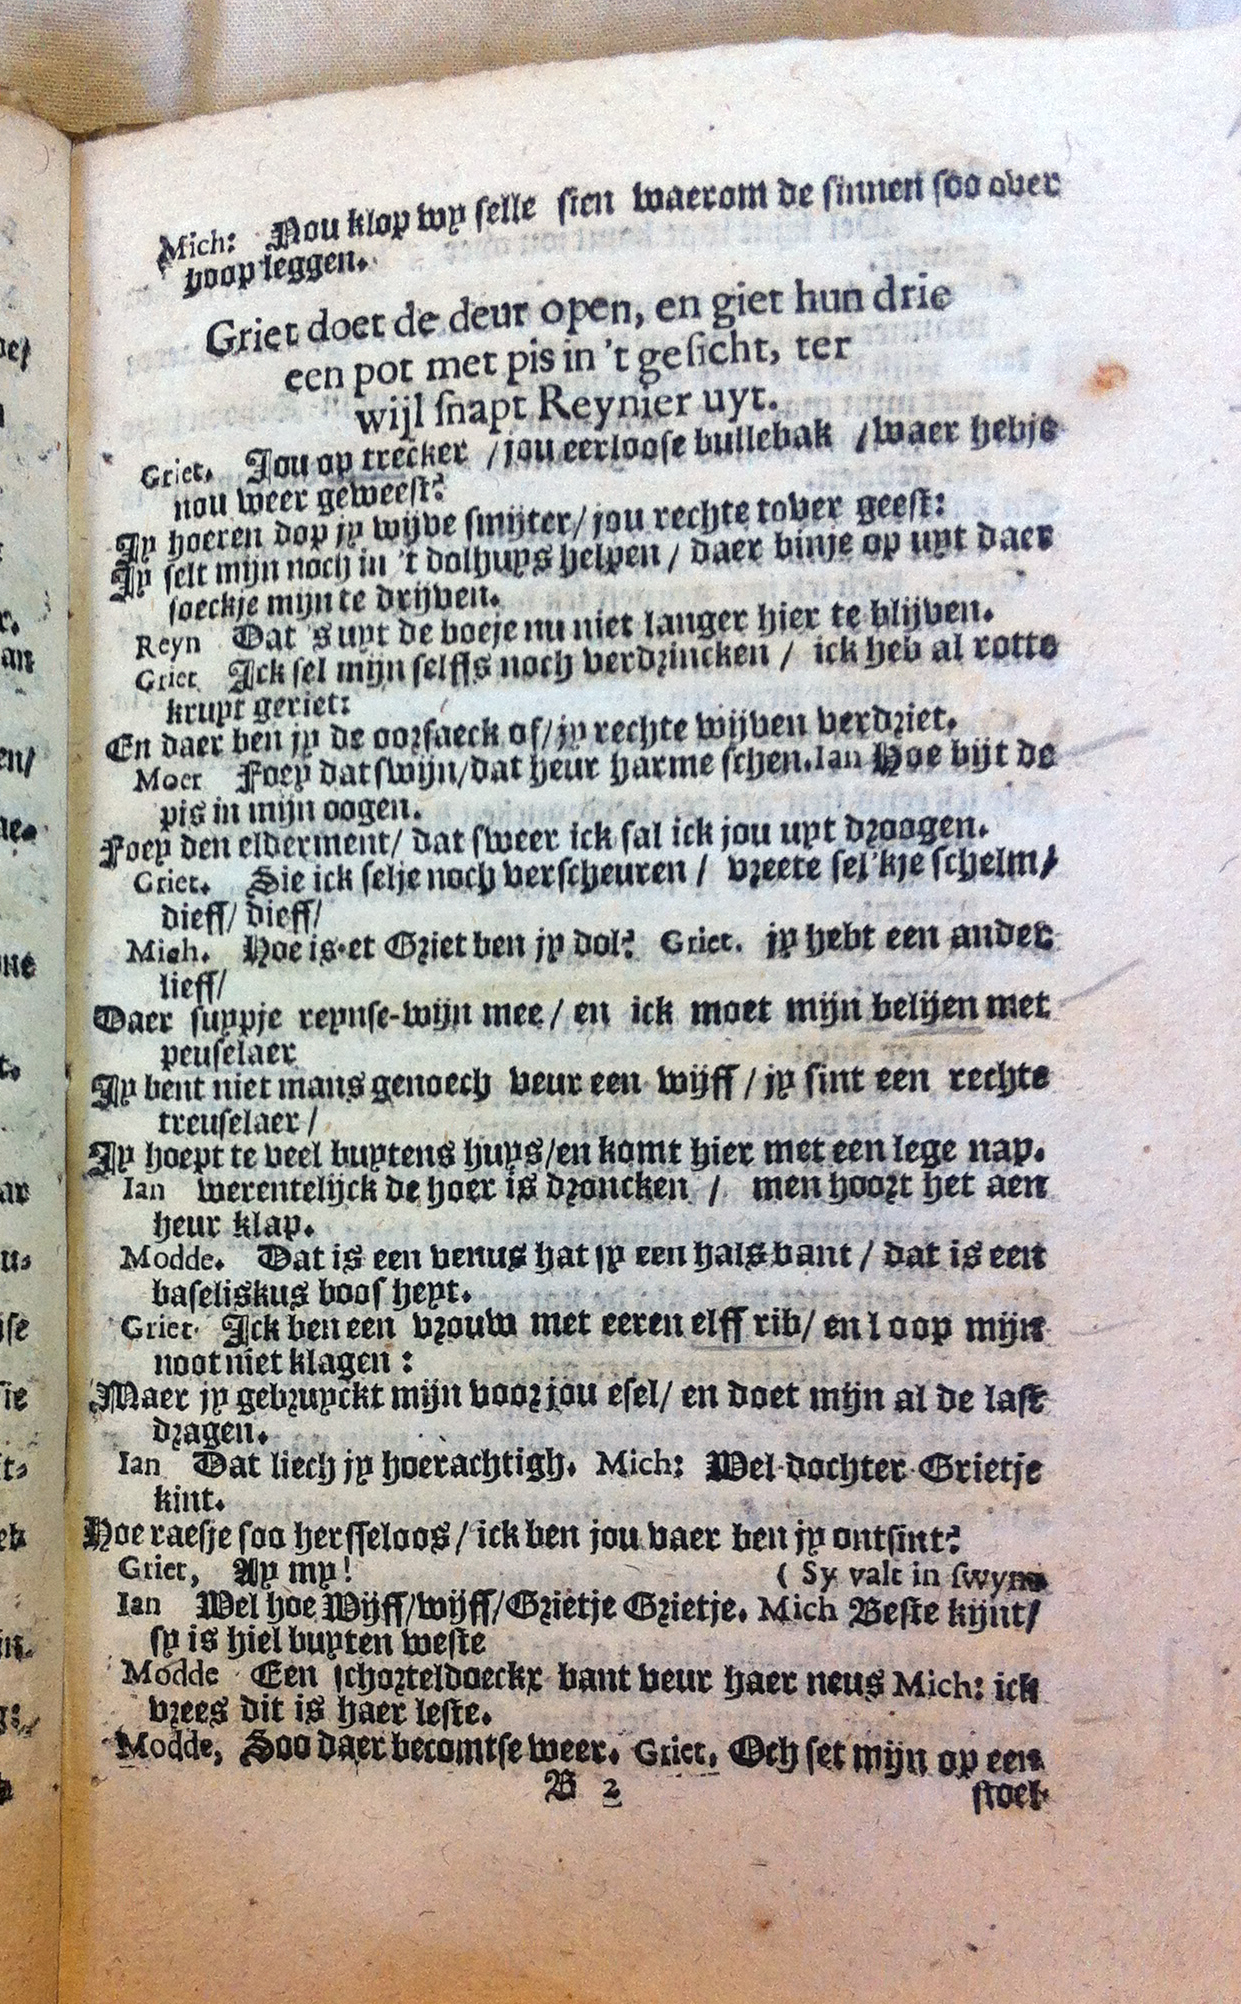 Mich: Nou klop wy selle sien waerom de sinnen soo over
hoop leggen.
Griet doet de deur open, en giet hun drie
een pot met pis in 't gesicht, ter
wijl snapt Reynier uyt.
Griet. Jou op trecker / jou eerloose bullebak / waer hebje
nou weer geweest?
Jy hoeren dop jy wijve smijter / jou rechte tover geest:
Jy selt mijn noch in 't dolhuys helpen / daer binje op uyt daer
soeckje mijn te drijven.
Reyn Dat 's uyt de boeje nu niet langer hier te blijven.
Griet Ick sel mijn selffs noch verdrincken / ick heb al rotte
kruyt geriet:
En daer ben jy de oorsaeck of / jy rechte wijven verdriet.
Moer Foey dat swijn / dat heur harme schen. Ian Hoe bijt de
pis in mijn oogen.
Foey den elderment / dat sweer ick sal ick jou uyt droogen.
Griet. Sie ick selje noch verscheuren / vreete sel'kje schelm /
dieff / dieff /
Mich. Hoe is-et Griet ben jy dol? Griet. jy hebt een ander
lieff /
Daer suypje reynse-wijn mee / en ick moet mijn belijen met
peuselaer
Jy bent niet mans genoech veur een wijff / jy sint een rechte
treuselaer /
Jy hoept te veel buytens huys / en komt hier met een lege nap.
Ian werentelijck de hoer is droncken / men hoort het aen
heur klap.
Modde. Dat is een venus hat sy een hals bant / dat is een
baseliskus boos heyt.
Griet. Ick ben een vrouw met eeren elff rib / en loop mijn
noot niet klagen:
Maer jy gebruyckt mijn voor jou esel / en doet mijn al de last
dragen.
Ian Dat liech jy hoerachtigh. Mich: Wel dochter Grietje
kint.
Hoe raesje soo hersseloos / ick ben jou vaer ben jy ontsint?
Griet, Ay my! ( Sy valt in swym
Ian Wel hoe Wijff / wijff / Grietje Grietje. Mich Beste kijnt /
sy is hiel buyten weste
Modde Een schorteldoeckx bant veur haer neus Mich: ick
vrees dit is haer leste.
Modde, Soo daer becomtse weer. Griet. Och set mijn op een
B 2 stoel